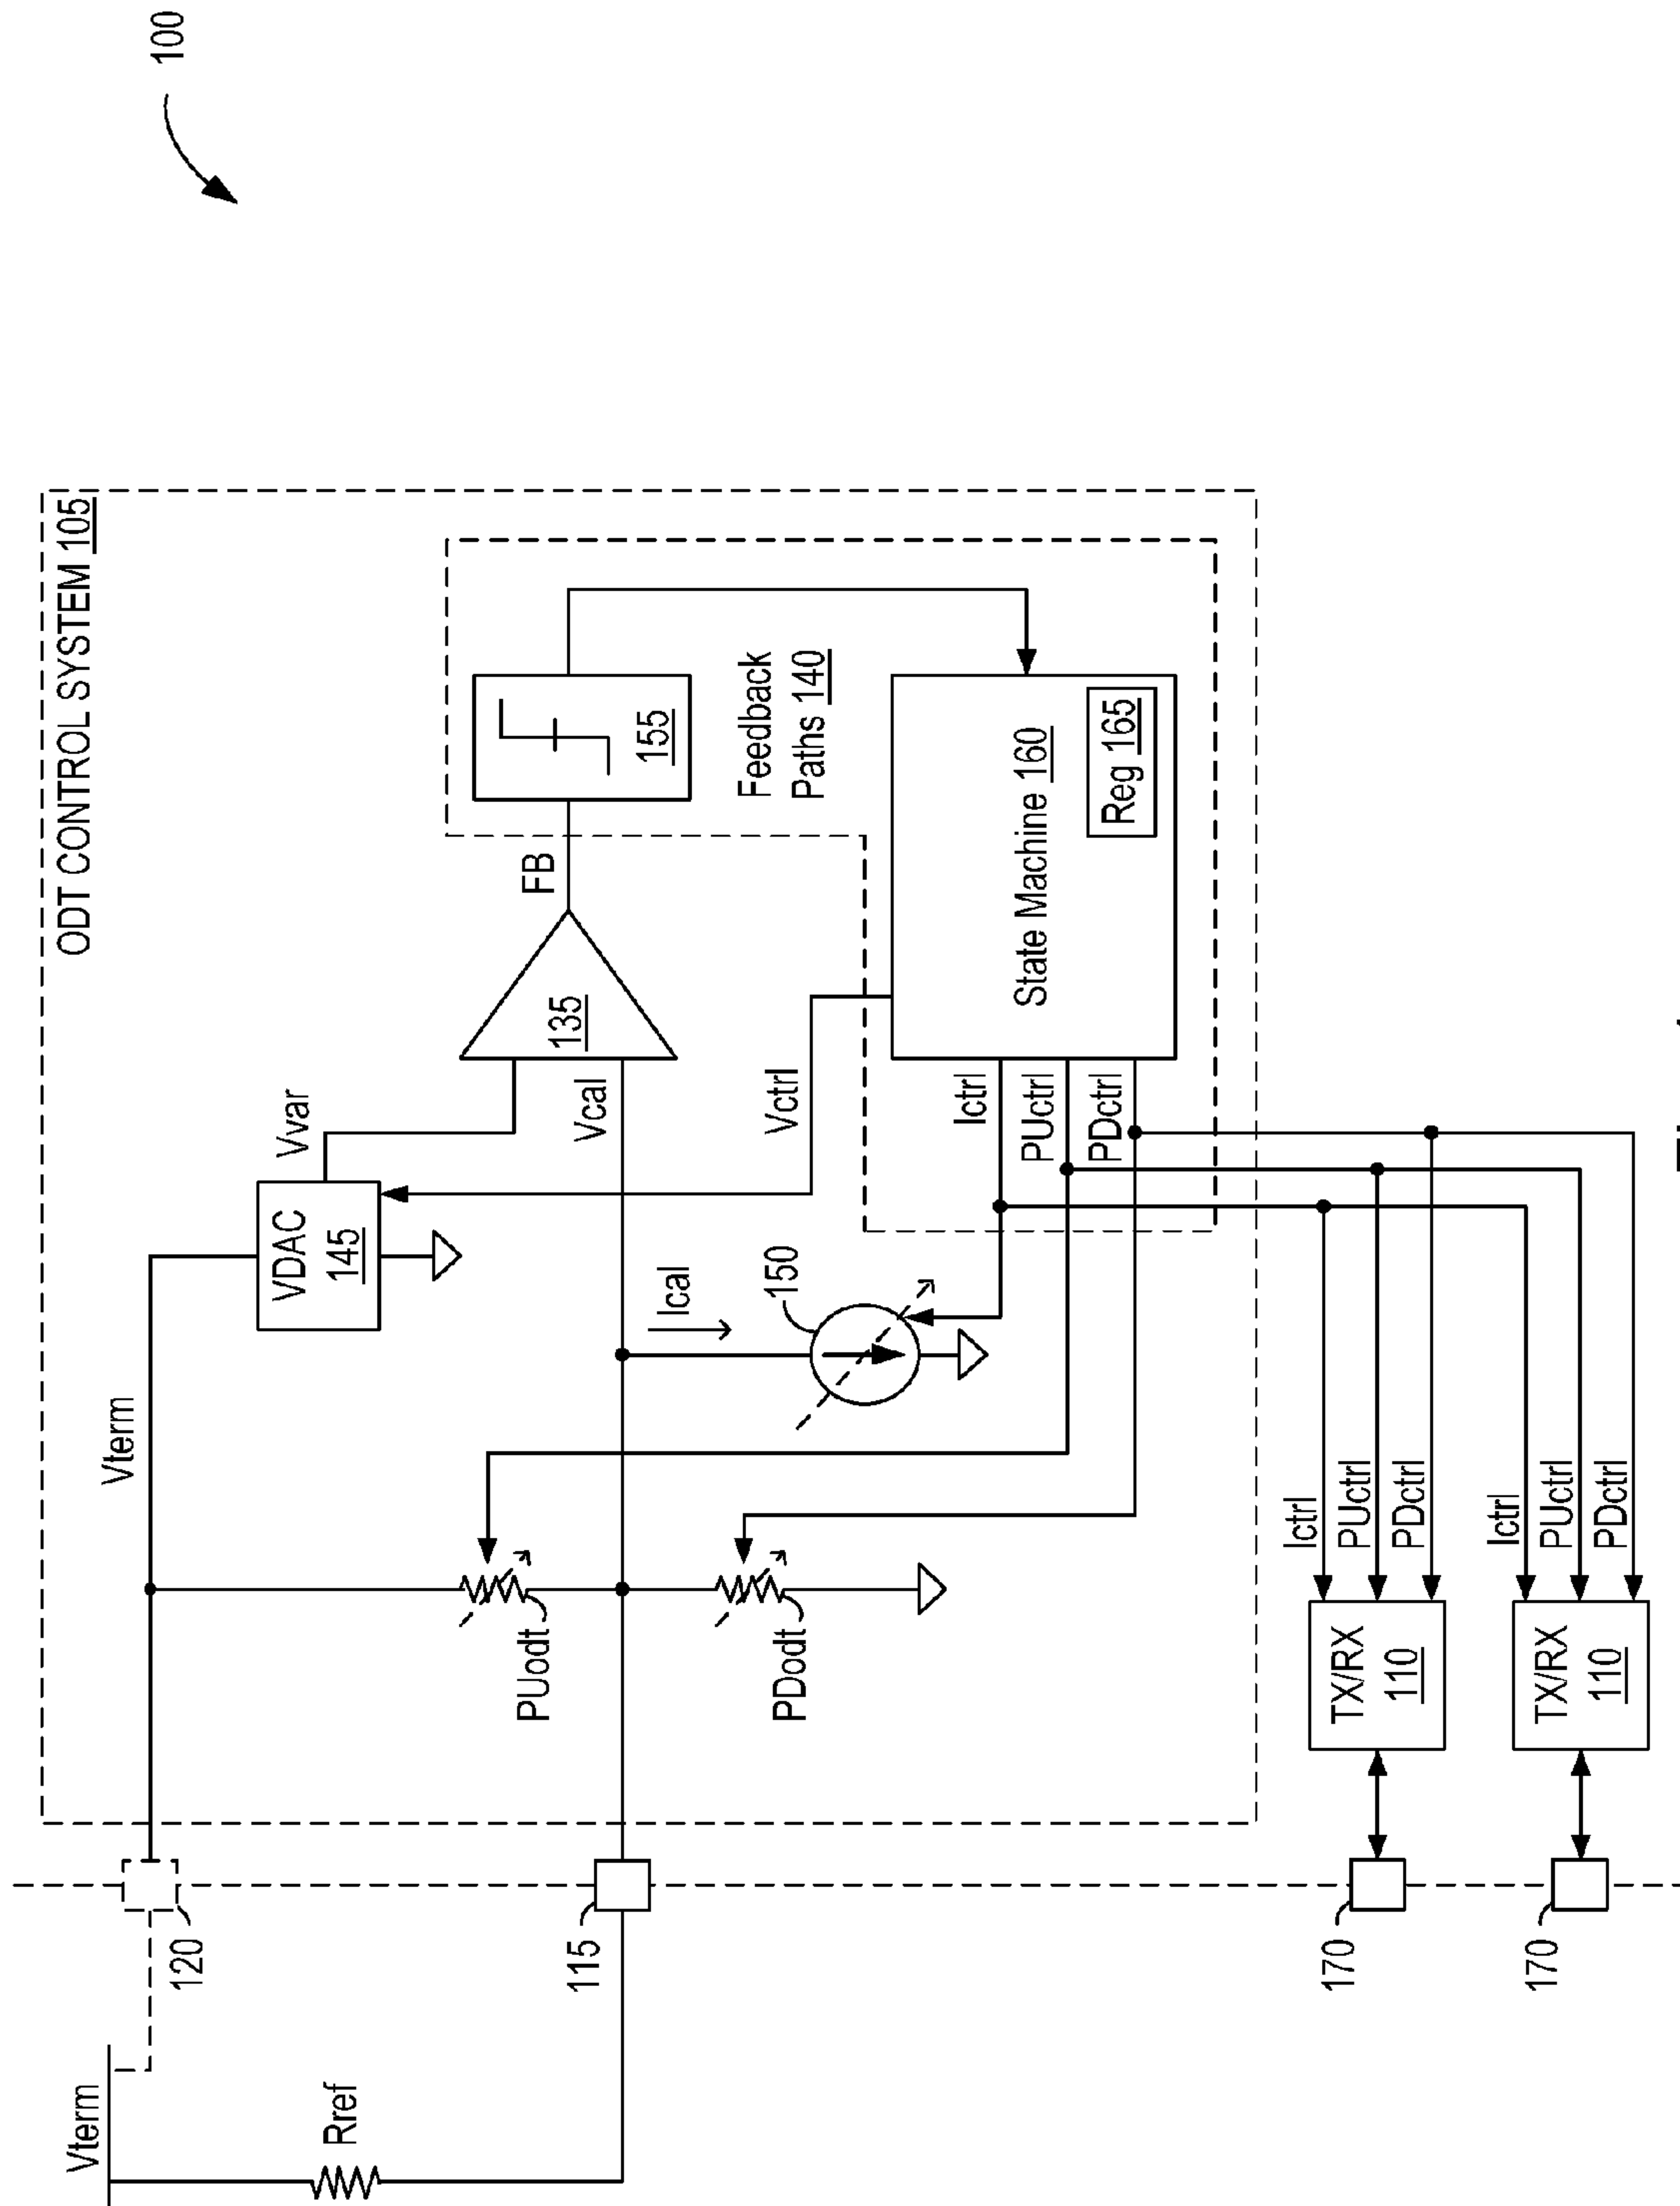 100
ODT CONTROL SYSTEM 105
Vterm
Vterm
120
Rref
115
VDAC
145
Vvar
Vcal
135
FB
155
Feedback
Paths 140
Ical
150
Vctrl
PUodt
PDodt
Ictrl
PUctrl
PDctrl
State Machine 160
Reg 165
Ictrl
PUctrl
PDctrl
TX/RX
110
170
Ictrl
PUctrl
PDctrl
TX/RX
110
170